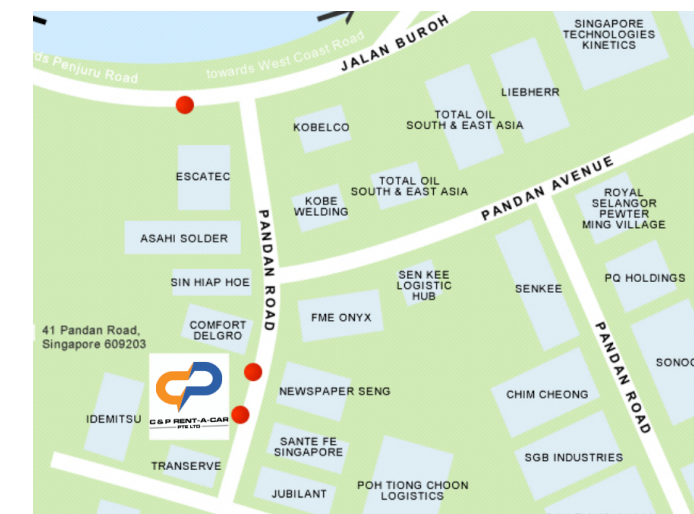 SINGAPORE
TECHNOLOGIES
KINETICS
JALAN BUROH
towards West Coast Road
Penjuru Road
LIEBHERR
TOTAL OIL
SOUTH & EAST ASIA
KOBELCO
ESCATEC
TOTAL OIL
SOUTH & EAST ASIA
KOBE
WELDING
PANDAN AVENUE
ROYAL
SELANGOR
PEWTER
MING VILLAGE
ASAHI SOLDER
PANDAN ROAD
SIN HIAP HOE
SEN KEE
LOGISTIC
HUB
SENKEE
PQ HOLDINGS
FME ONYX
COMFORT
DELGRO
41 Pandan Road,
Singapore 609203
PANDAN ROAD
NEWSPAPER SENG
CHIM CHEONG
IDEMITSU
C & P RENT-A-CAR
PTE LTD
SANTE FE
SINGAPORE
SGB INDUSTRIES
TRANSERVE
JUBILANT
POH TIONG CHOON
LOGISTICS